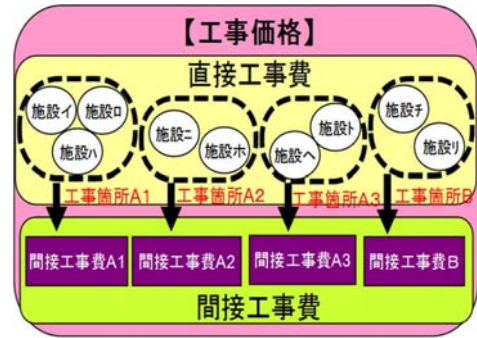 【工事価格】
直接工事費
施設イ
施設ロ
施設ハ
施設ニ
施設ホ
施設ヘ
施設ト
施設チ
施設リ
工事箇所A1
工事箇所A2
工事箇所A3
工事箇所B
間接工事費A1
間接工事費A2
間接工事費A3
間接工事費B
間接工事費